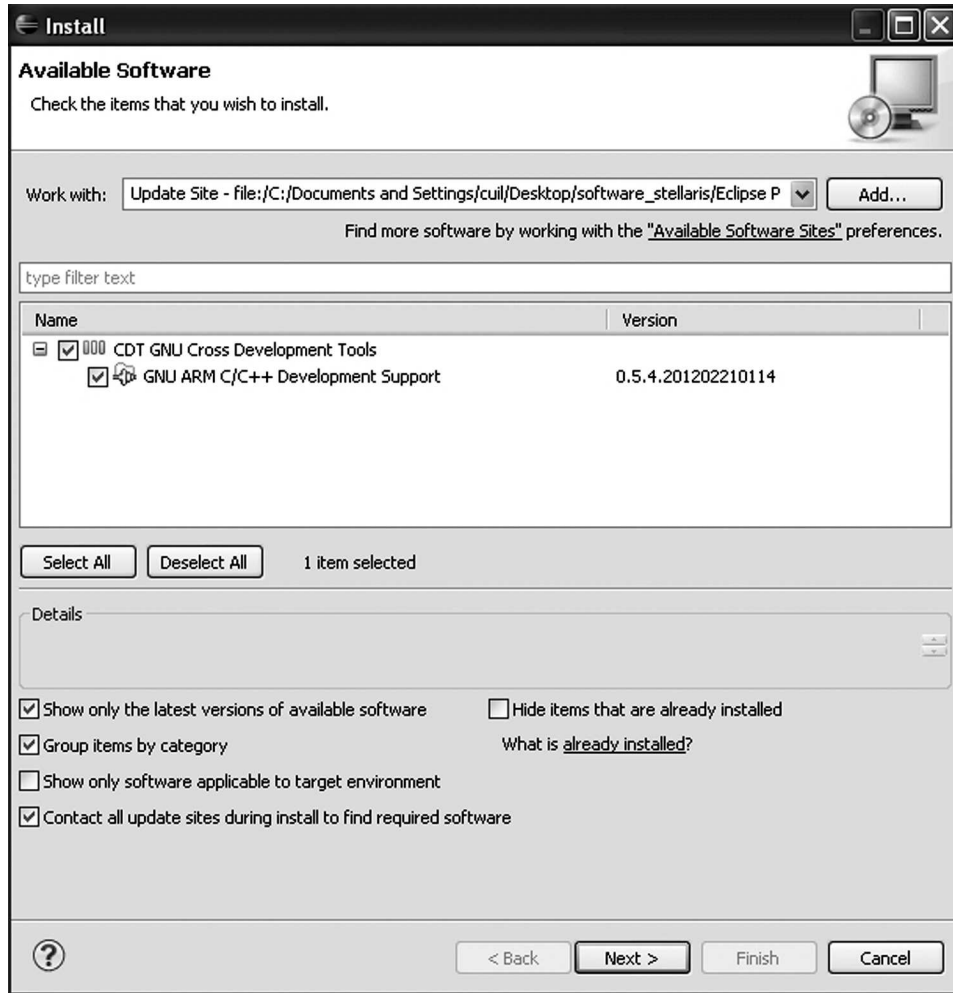 Install
Available Software
Check the items that you wish to install.
Work with: Update Site - file:/C:/Documents and Settings/cuil/Desktop/software_stellaris/Eclipse P Add...
Find more software by working with the "Available Software Sites" preferences.
type filter text
Name Version
CDT GNU Cross Development Tools
GNU ARM C/C++ Development Support 0.5.4.201202210114
Select All Deselect All 1 item selected
Details
Show only the latest versions of available software Hide items that are already installed
Group items by category What is already installed?
Show only software applicable to target environment
Contact all update sites during install to find required software
? < Back Next > Finish Cancel